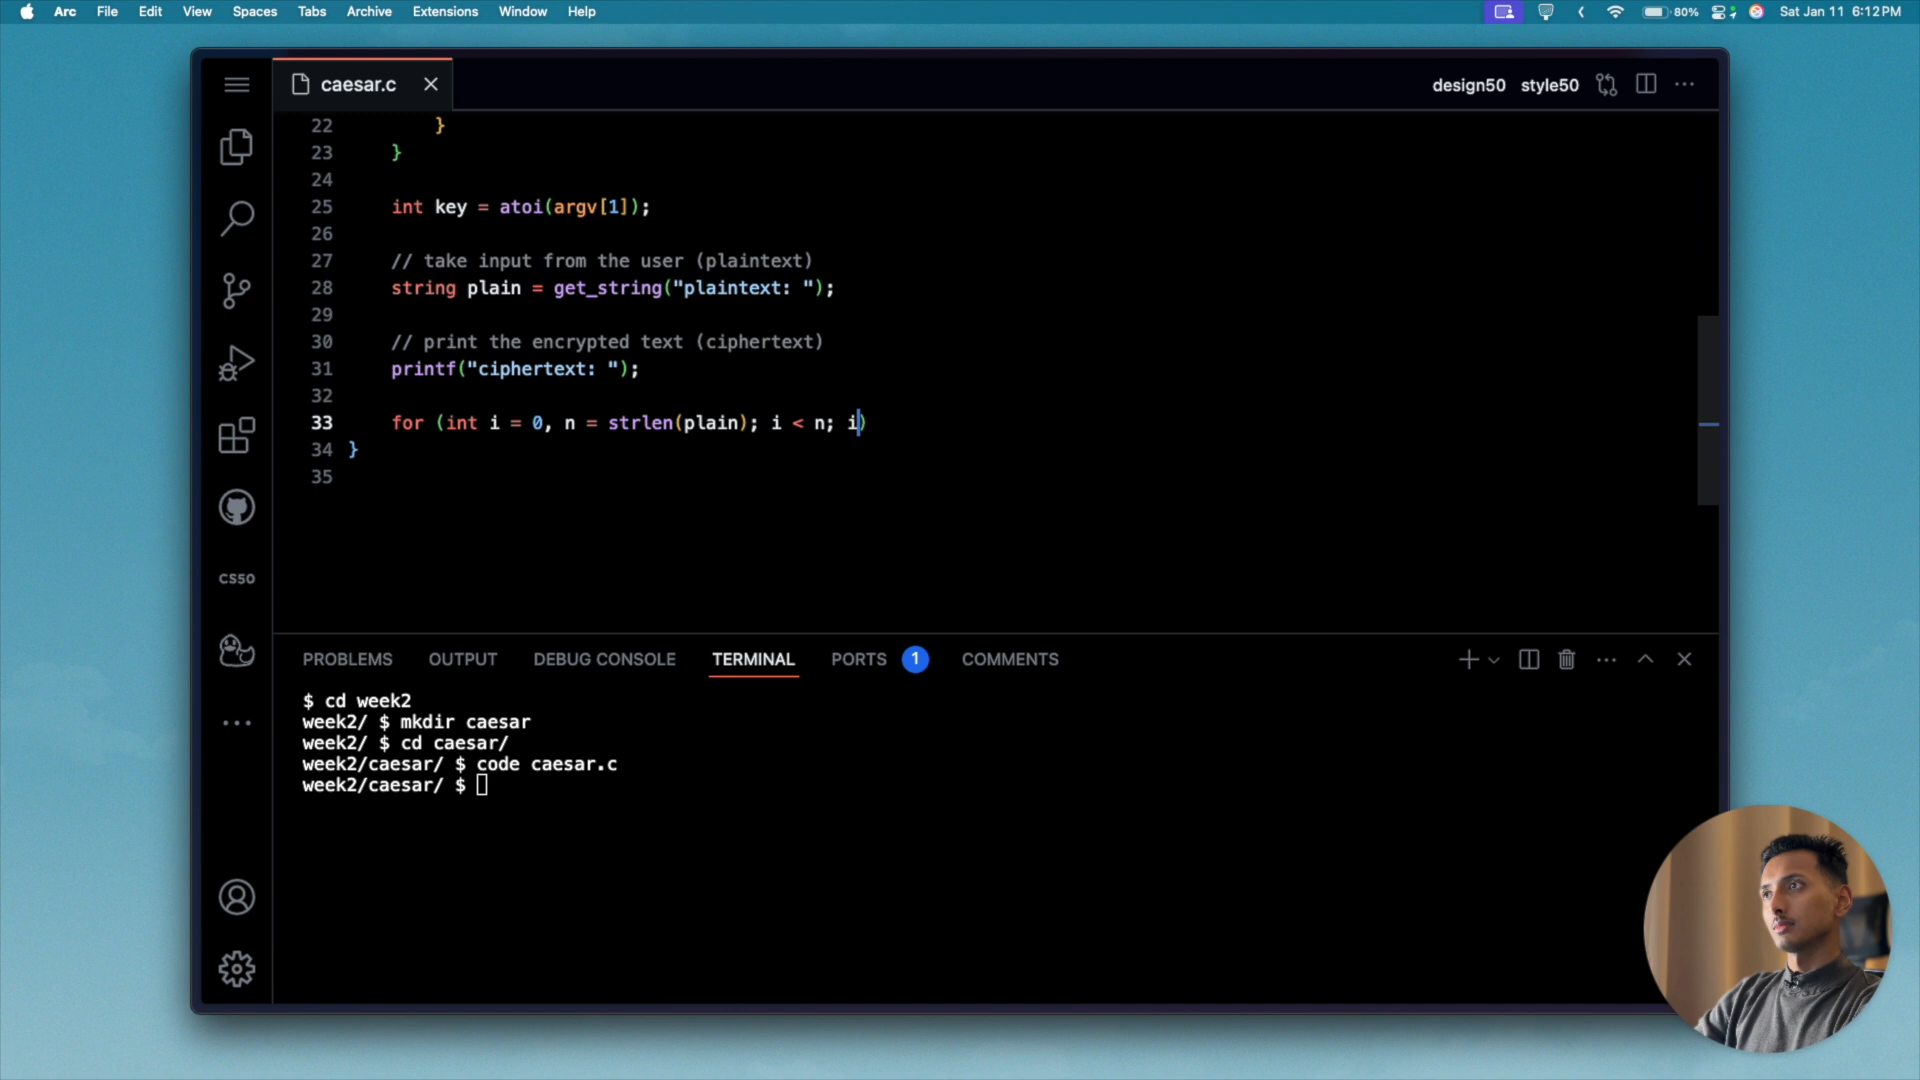 Arc File Edit View Spaces Tabs Archive Extensions Window Help 80% Sat Jan 11 6:12 PM
caesar.c design50 style50
22 }
23 }
24
25 int key = atoi(argv[1]);
26
27 // take input from the user (plaintext)
28 string plain = get_string("plaintext: ");
29
30 // print the encrypted text (ciphertext)
31 printf("ciphertext: ");
32
33 for (int i = 0, n = strlen(plain); i < n; i)
34 }
35
CS50
PROBLEMS OUTPUT DEBUG CONSOLE TERMINAL PORTS 1 COMMENTS
$ cd week2
week2/ $ mkdir caesar
week2/ $ cd caesar/
week2/caesar/ $ code caesar.c
week2/caesar/ $